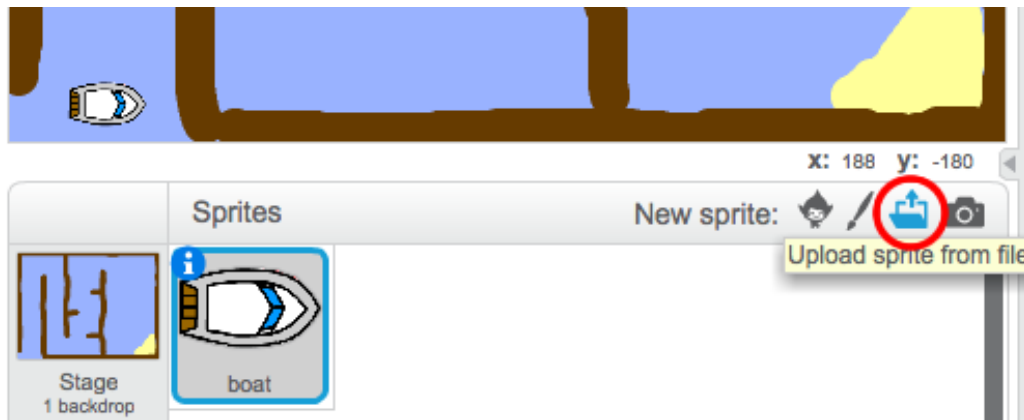 x: 188 y: -180
Sprites
New sprite:
Upload sprite from file
i
Stage
1 backdrop
boat